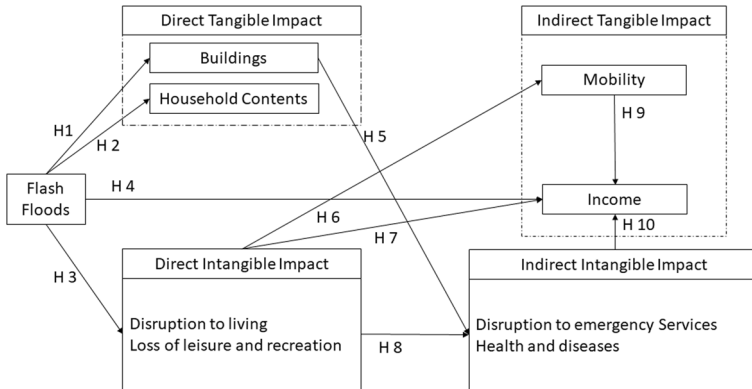 Direct Tangible Impact
Indirect Tangible Impact
Buildings
Mobility
Household Contents
H1
H 2
H 5
H 9
Flash
Floods
H 4
Income
H 6
H 7
H 10
H 3
Direct Intangible Impact
Indirect Intangible Impact
Disruption to living
Loss of leisure and recreation
H 8
Disruption to emergency Services
Health and diseases